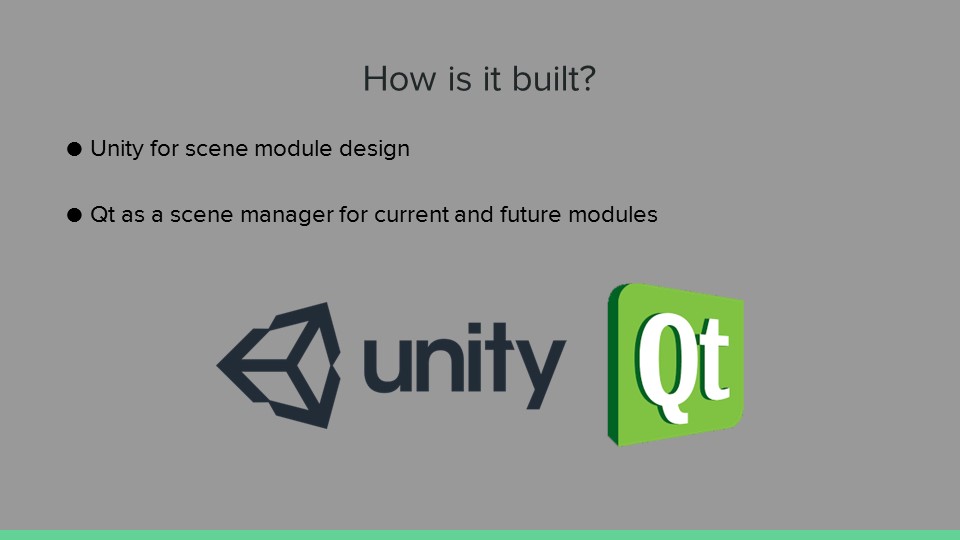 How is it built?
● Unity for scene module design
● Qt as a scene manager for current and future modules
unity
Qt